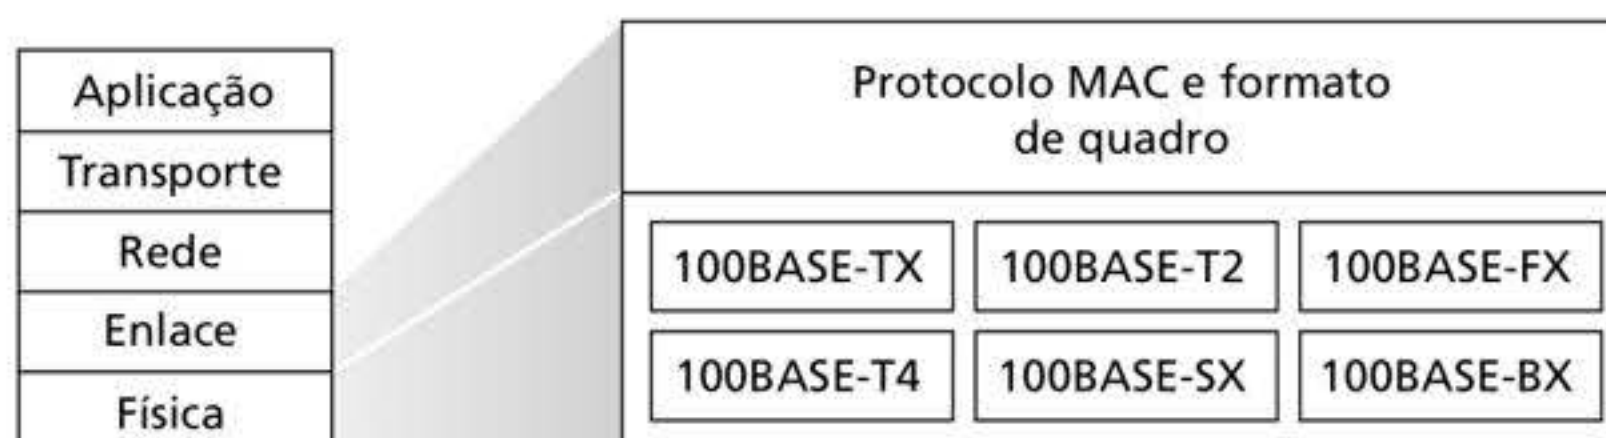 Aplicação
Transporte
Rede
Enlace
Física
Protocolo MAC e formato
de quadro
100BASE-TX
100BASE-T2
100BASE-FX
100BASE-T4
100BASE-SX
100BASE-BX